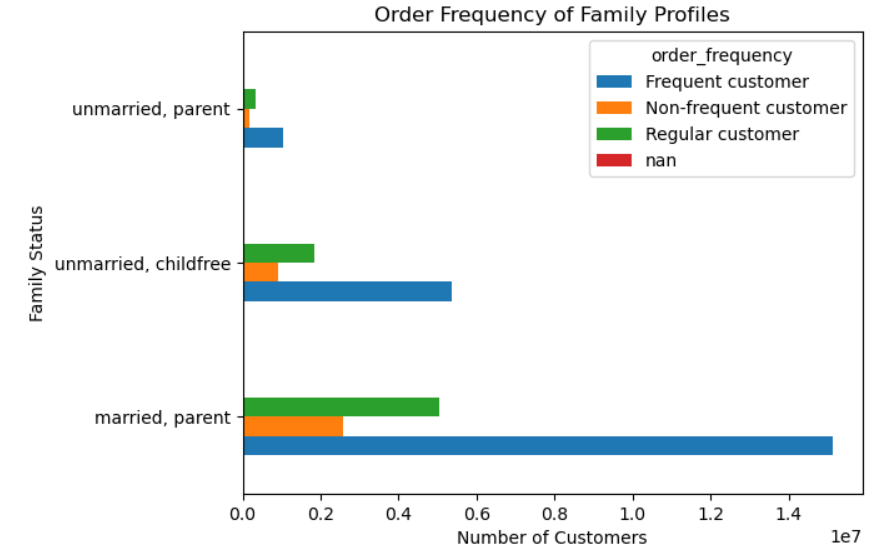 Order Frequency of Family Profiles
order_frequency
Frequent customer
Non-frequent customer
Regular customer
nan
unmarried, parent
unmarried, childfree
married, parent
Family Status
0.0 0.2 0.4 0.6 0.8 1.0 1.2 1.4
1e7
Number of Customers